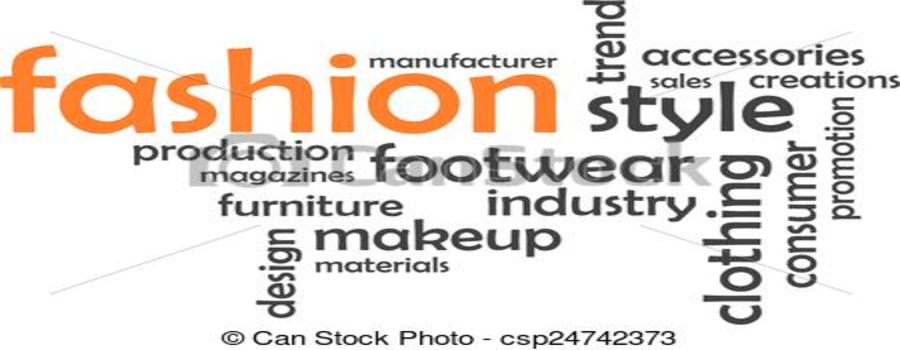 fashion
manufacturer
trend
accessories
sales
creations
style
promotion
production
footwear
magazines
furniture
industry
clothing
consumer
makeup
materials
design
CanStock
© Can Stock Photo - csp24742373